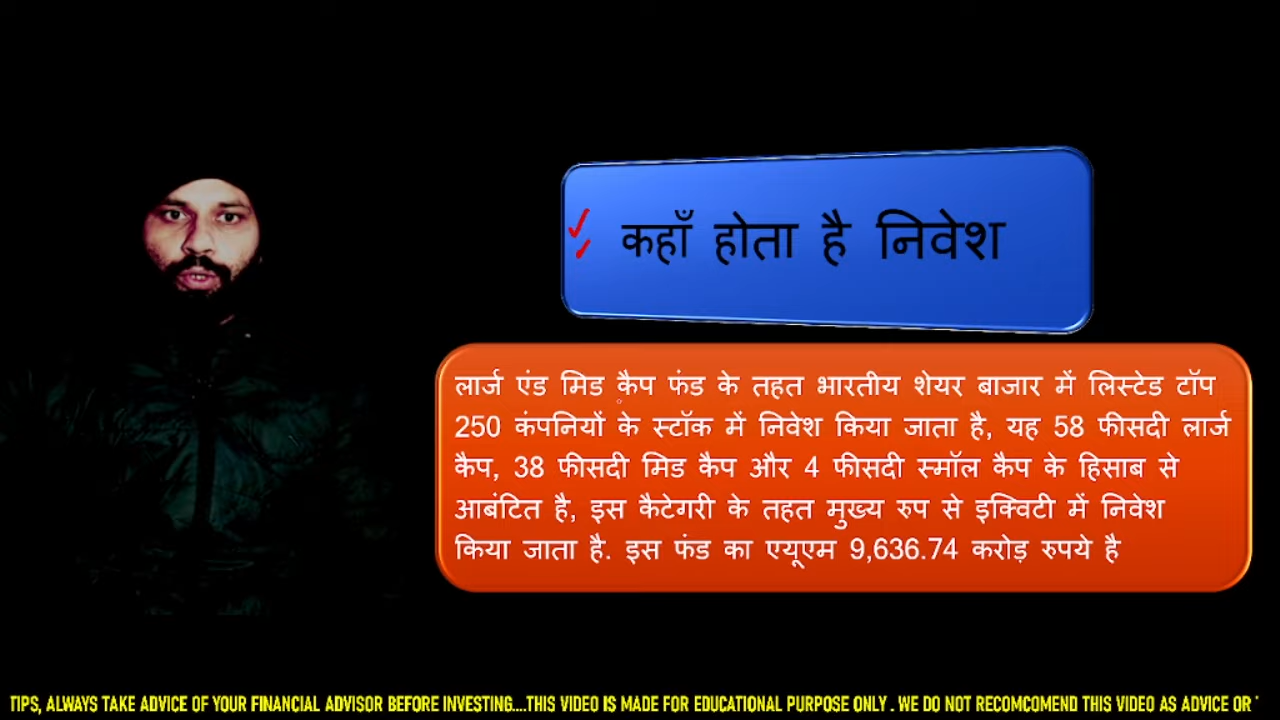 कहाँ होता है निवेश
लार्ज एंड मिड कैप फंड के तहत भारतीय शेयर बाजार में लिस्टेड टॉप
250 कंपनियों के स्टॉक में निवेश किया जाता है, यह 58 फीसदी लार्ज
कैप, 38 फीसदी मिड कैप और 4 फीसदी स्मॉल कैप के हिसाब से
आबंटित है, इस कैटेगरी के तहत मुख्य रुप से इक्विटी में निवेश
किया जाता है. इस फंड का एयूएम 9,636.74 करोड़ रुपये है
TIPS, ALWAYS TAKE ADVICE OF YOUR FINANCIAL ADVISOR BEFORE INVESTING....THIS VIDEO IS MADE FOR EDUCATIONAL PURPOSE ONLY . WE DO NOT RECOMCOMEND THIS VIDEO AS ADVICE OR